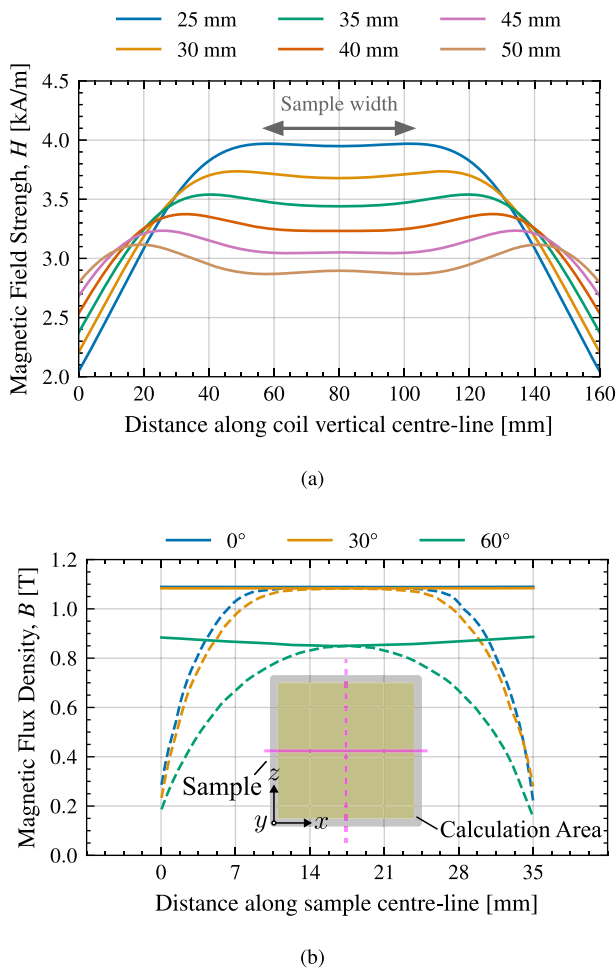 25 mm 35 mm 45 mm
30 mm 40 mm 50 mm
4.5
4.0
3.5
3.0
2.5
2.0
Magnetic Field Strengh, H [kA/m]
Sample width
0 20 40 60 80 100 120 140 160
Distance along coil vertical centre-line [mm]
(a)
0° 30° 60°
1.2
1.0
0.8
0.6
0.4
0.2
0.0
Magnetic Flux Density, B [T]
Sample
z
y x
Calculation Area
0 7 14 21 28 35
Distance along sample centre-line [mm]
(b)